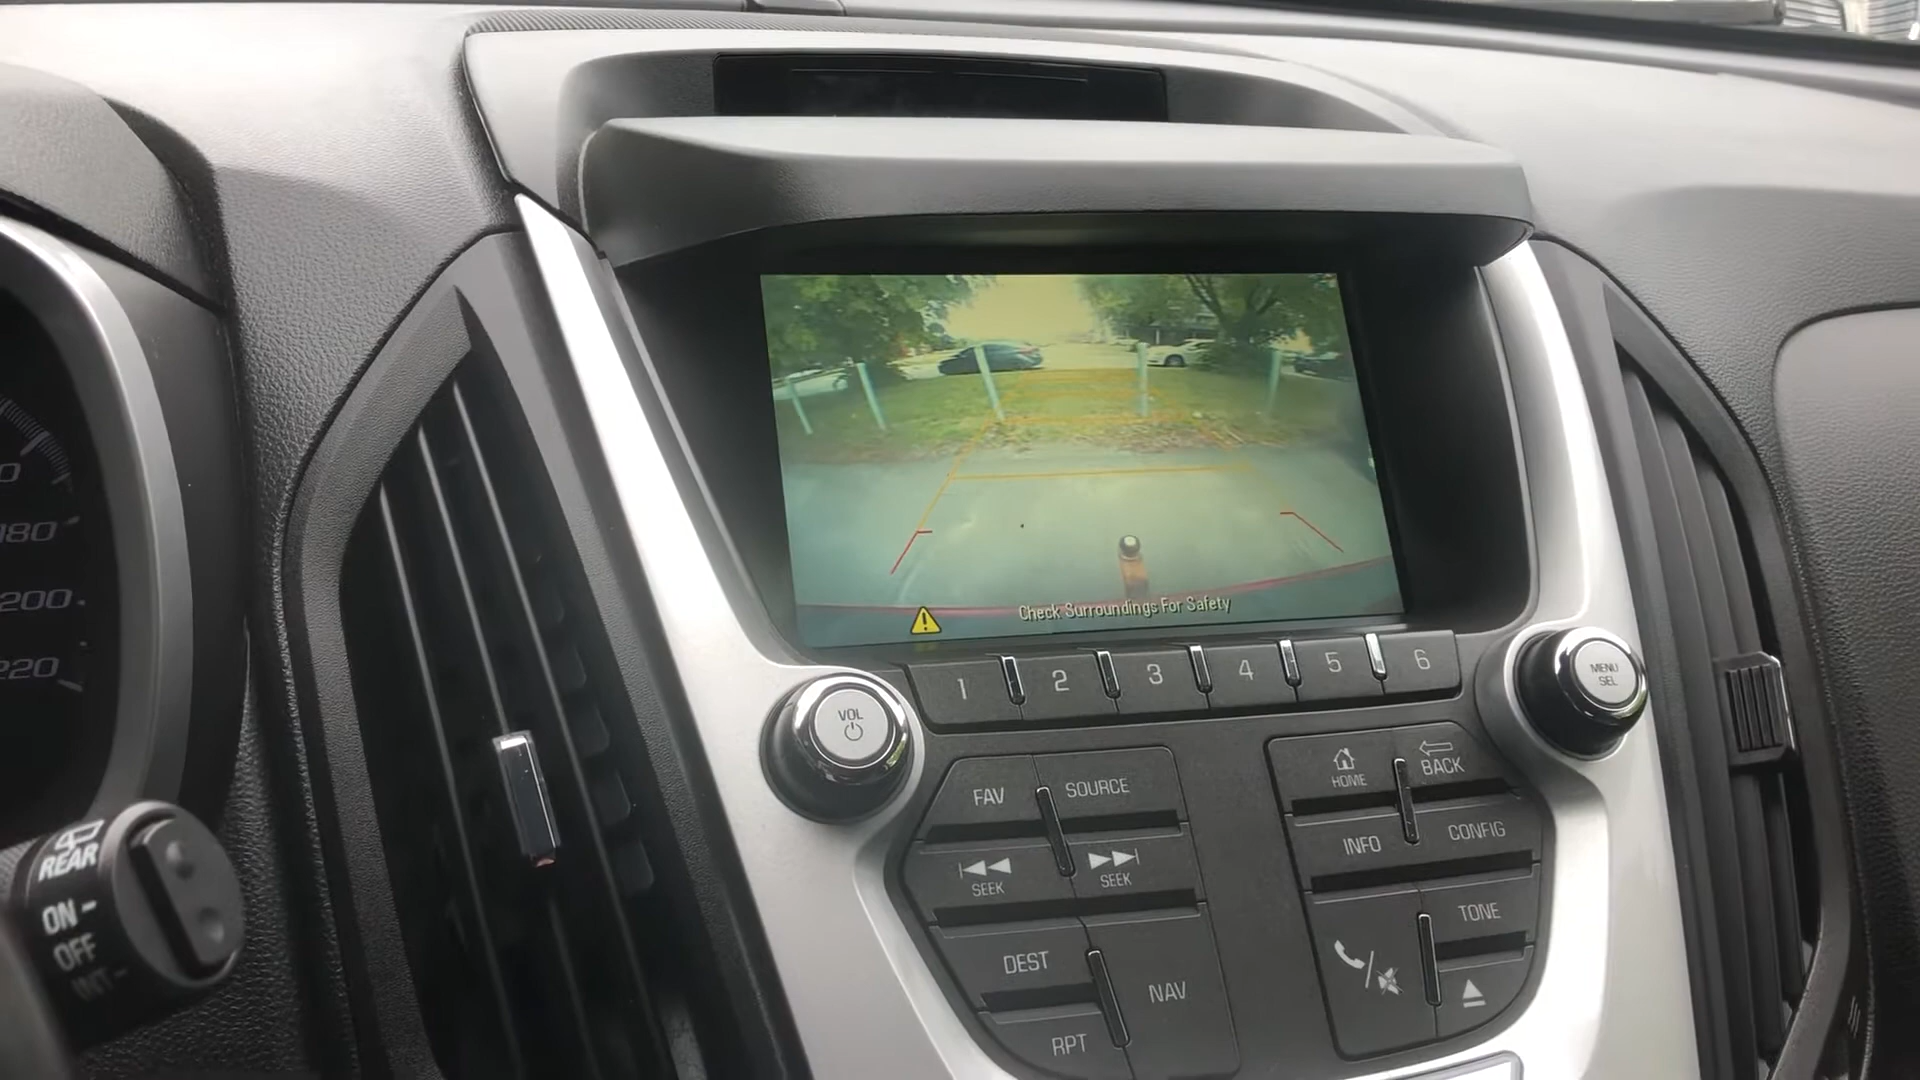 180
200
220
REAR
ON
OFF
INT
Check Surroundings For Safety
1 2 3 4 5 6
VOL
MENU
SEL
FAV SOURCE
SEEK SEEK
DEST
NAV
RPT
HOME
BACK
INFO CONFIG
TONE